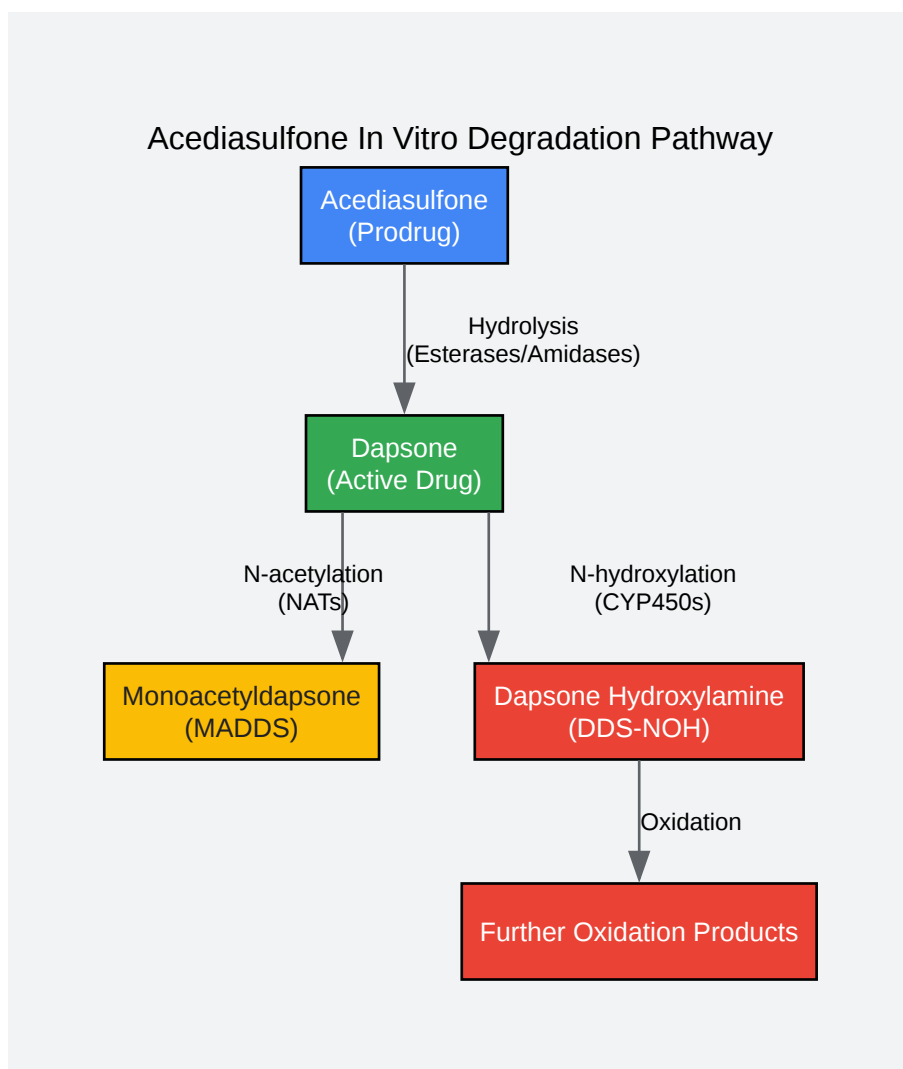 Acediasulfone In Vitro Degradation Pathway
Acediasulfone
(Prodrug)
Hydrolysis
(Esterases/Amidases)
Dapsone
(Active Drug)
N-acetylation
(NATs)
N-hydroxylation
(CYP450s)
Monoacetyldapsone
(MADDS)
Dapsone Hydroxylamine
(DDS-NOH)
Oxidation
Further Oxidation Products